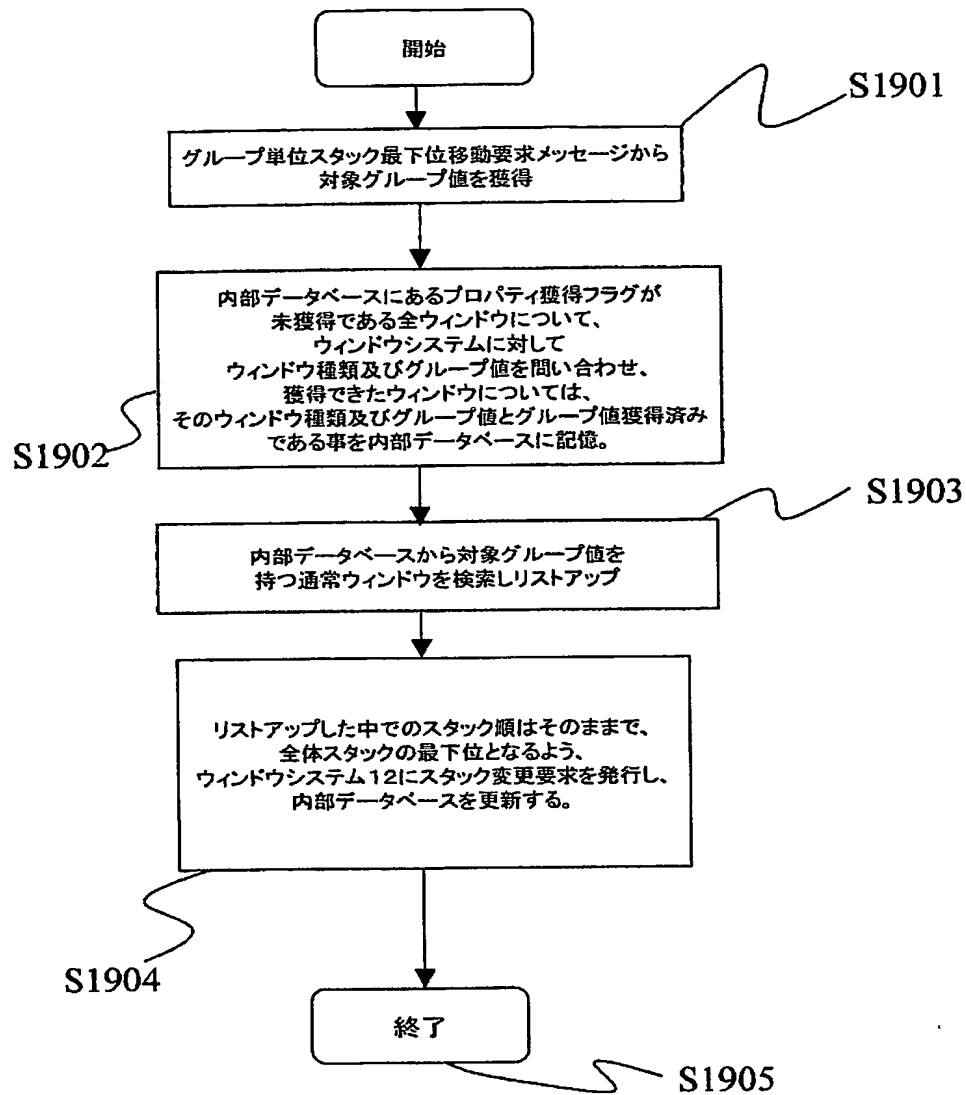 開始
S1901
グループ単位スタック最下位移動要求メッセージから
対象グループ値を獲得
内部データベースにあるプロパティ獲得フラグが
未獲得である全ウィンドウについて、
ウィンドウシステムに対して
ウィンドウ種類及びグループ値を問い合わせ、
獲得できたウィンドウについては、
そのウィンドウ種類及びグループ値とグループ値獲得済み
である事を内部データベースに記憶。
S1902
S1903
内部データベースから対象グループ値を
持つ通常ウィンドウを検索しリストアップ
リストアップした中でのスタック順はそのままで、
全体スタックの最下位となるよう、
ウィンドウシステム12にスタック変更要求を発行し、
内部データベースを更新する。
S1904
終了
S1905